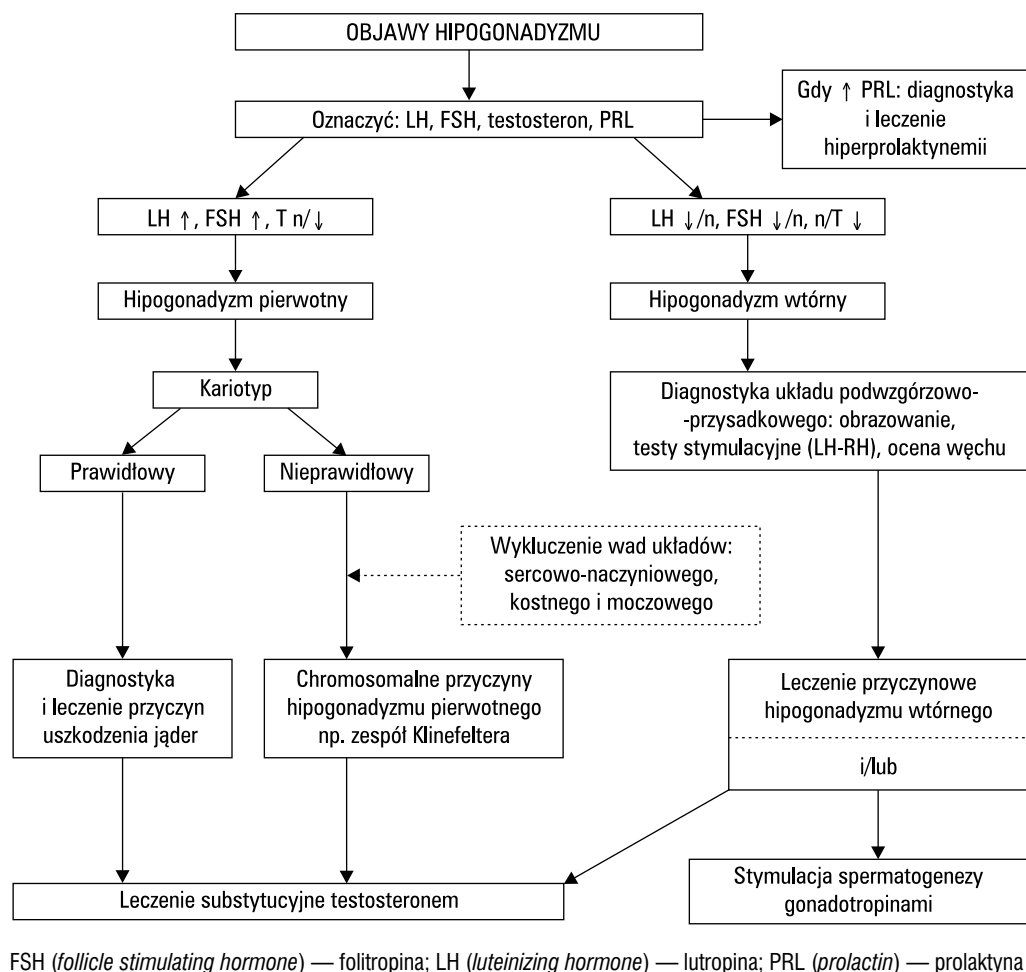 OBJAWY HIPOGONADYZMU
Oznaczyć: LH, FSH, testosteron, PRL
Gdy ↑ PRL: diagnostyka
i leczenie
hiperprolaktynemii
LH ↑, FSH ↑, T n/↓
LH ↓/n, FSH ↓/n, n/T ↓
Hipogonadyzm pierwotny
Hipogonadyzm wtórny
Kariotyp
Diagnostyka układu podwzgórzowo-
-przysadkowego: obrazowanie,
testy stymulacyjne (LH-RH), ocena węchu
Prawidłowy
Nieprawidłowy
Wykluczenie wad układów:
sercowo-naczyniowego,
kostnego i moczowego
Diagnostyka
i leczenie przyczyn
uszkodzenia jąder
Chromosomalne przyczyny
hipogonadyzmu pierwotnego
np. zespół Klinefeltera
Leczenie przyczynowe
hipogonadyzmu wtórnego
i/lub
Leczenie substytucyjne testosteronem
Stymulacja spermatogenezy
gonadotropinami
FSH (follicle stimulating hormone) — folitropina; LH (luteinizing hormone) — lutropina; PRL (prolactin) — prolaktyna